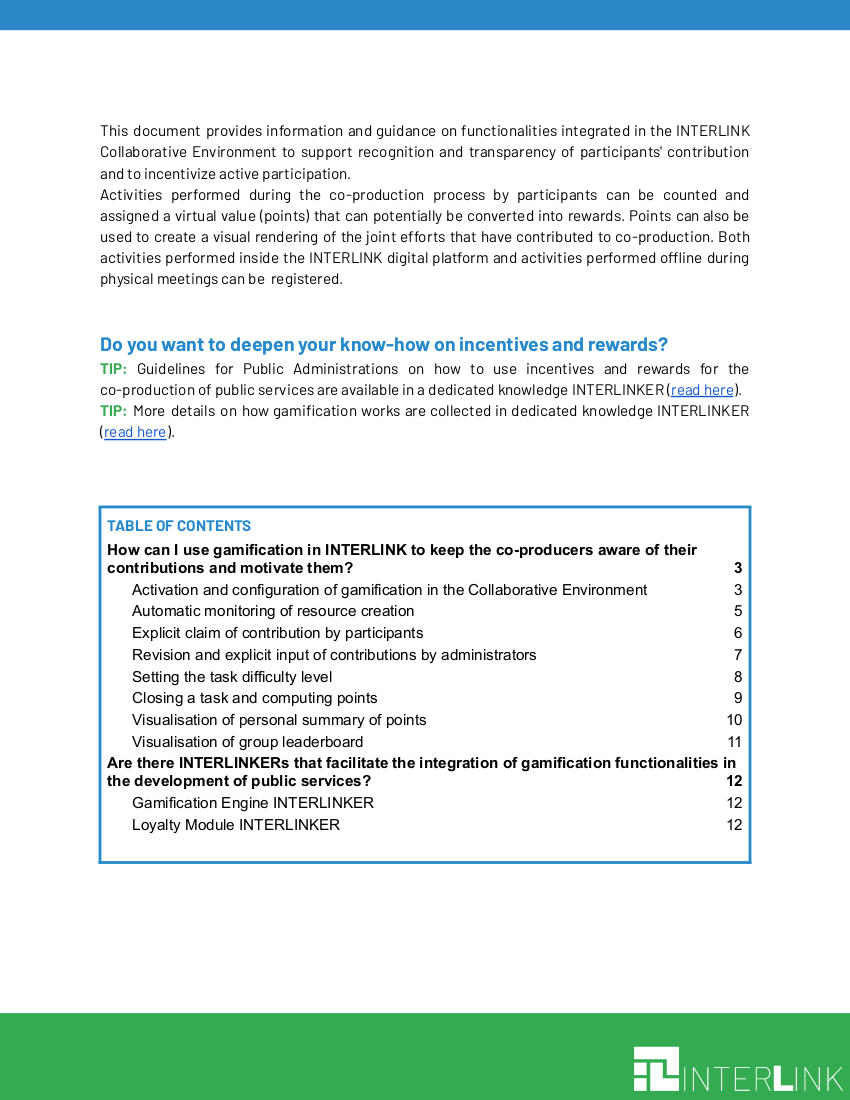 This document provides information and guidance on functionalities integrated in the INTERLINK
Collaborative Environment to support recognition and transparency of participants' contribution
and to incentivize active participation.
Activities performed during the co-production process by participants can be counted and
assigned a virtual value (points) that can potentially be converted into rewards. Points can also be
used to create a visual rendering of the joint efforts that have contributed to co-production. Both
activities performed inside the INTERLINK digital platform and activities performed offline during
physical meetings can be registered.
Do you want to deepen your know-how on incentives and rewards?
TIP: Guidelines for Public Administrations on how to use incentives and rewards for the
co-production of public services are available in a dedicated knowledge INTERLINKER (read here).
TIP: More details on how gamification works are collected in dedicated knowledge INTERLINKER
(read here).
TABLE OF CONTENTS
How can I use gamification in INTERLINK to keep the co-producers aware of their
contributions and motivate them? 3
Activation and configuration of gamification in the Collaborative Environment 3
Automatic monitoring of resource creation 5
Explicit claim of contribution by participants 6
Revision and explicit input of contributions by administrators 7
Setting the task difficulty level 8
Closing a task and computing points 9
Visualisation of personal summary of points 10
Visualisation of group leaderboard 11
Are there INTERLINKERs that facilitate the integration of gamification functionalities in
the development of public services? 12
Gamification Engine INTERLINKER 12
Loyalty Module INTERLINKER 12
INTERLINK